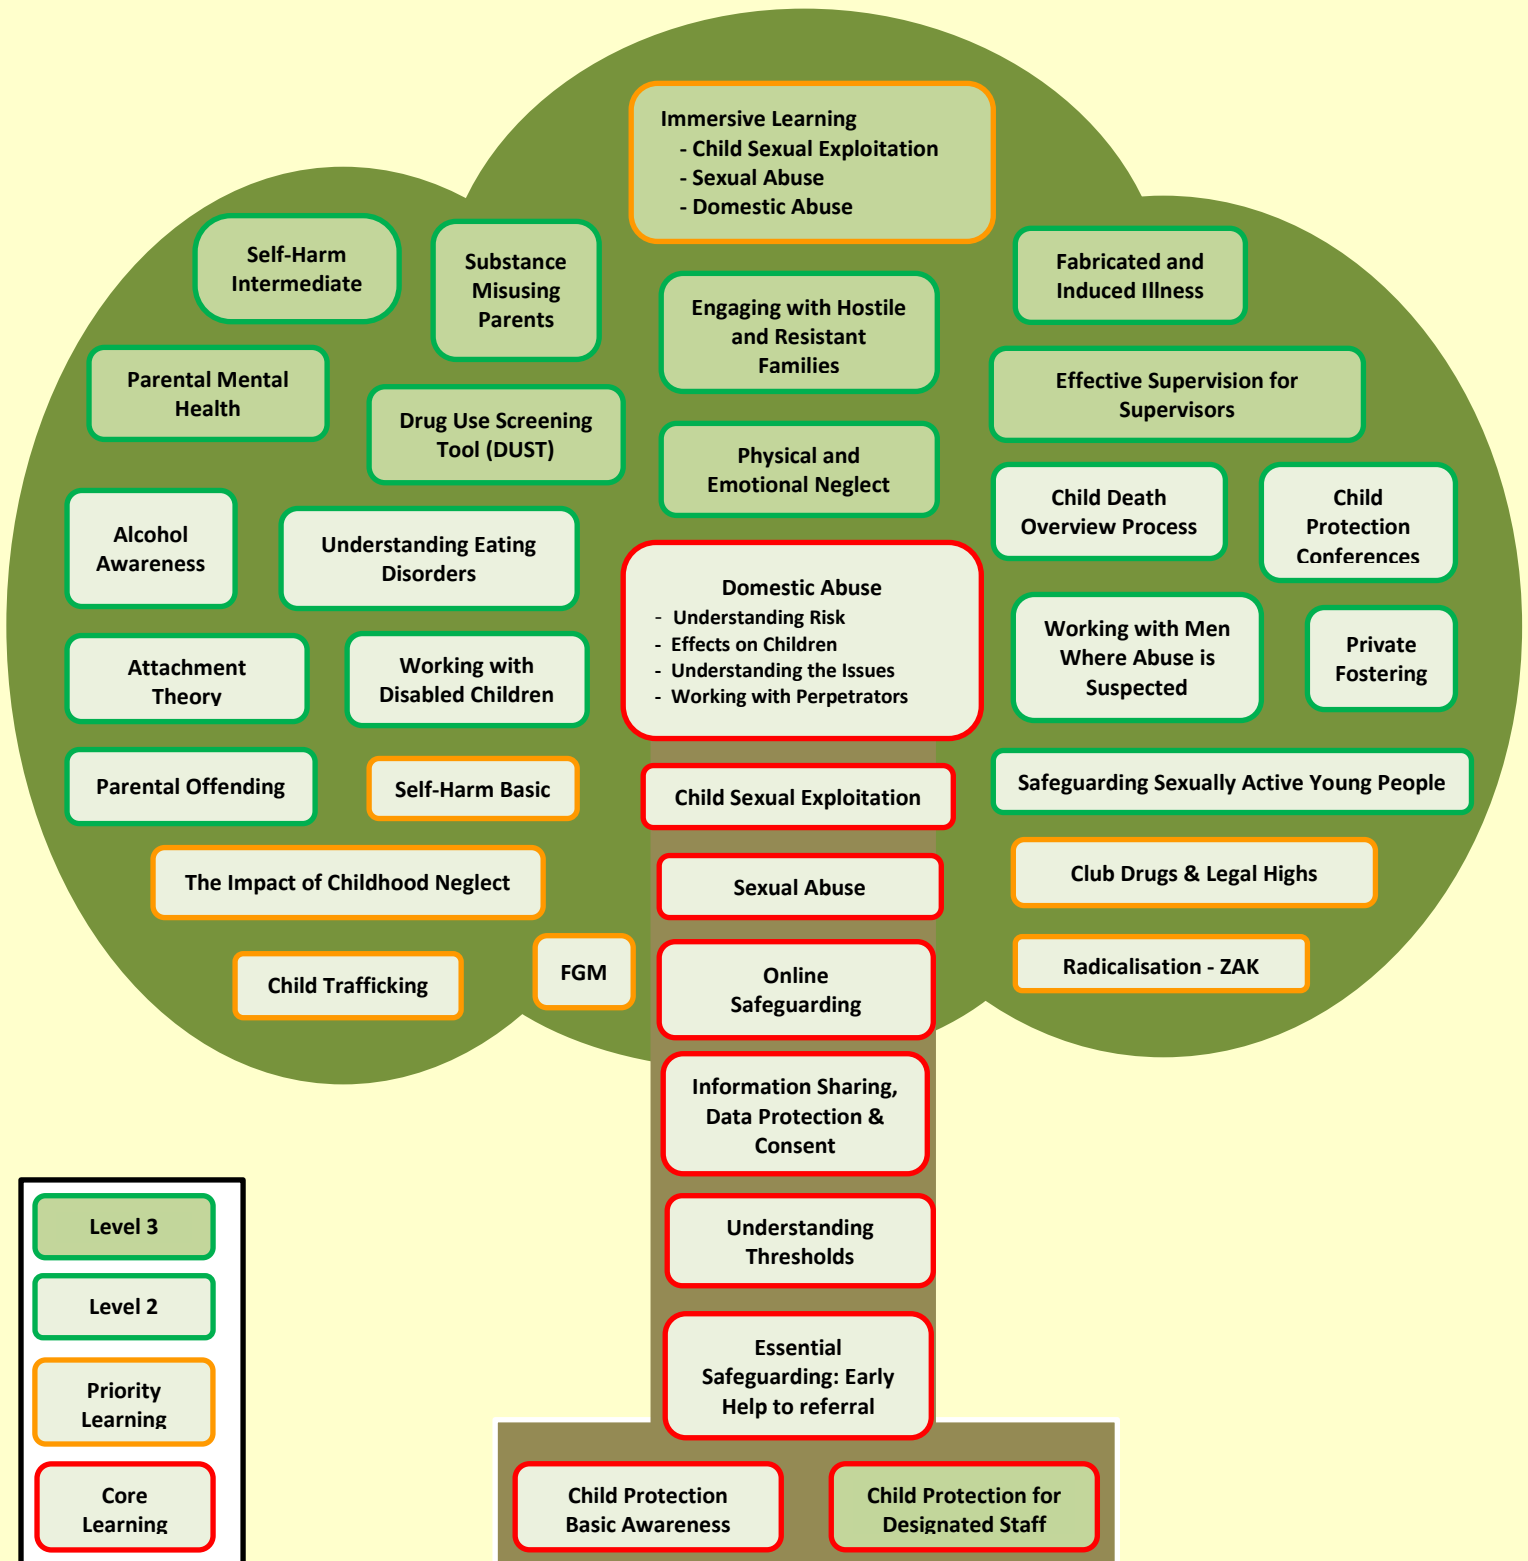 Immersive Learning
- Child Sexual Exploitation
- Sexual Abuse
- Domestic Abuse
Self-Harm
Intermediate
Substance
Misusing
Parents
Engaging with Hostile
and Resistant
Families
Fabricated and
Induced Illness
Parental Mental
Health
Drug Use Screening
Tool (DUST)
Physical and
Emotional Neglect
Effective Supervision for
Supervisors
Alcohol
Awareness
Understanding Eating
Disorders
Child Death
Overview Process
Child
Protection
Conferences
Domestic Abuse
- Understanding Risk
- Effects on Children
- Understanding the Issues
- Working with Perpetrators
Attachment
Theory
Working with
Disabled Children
Working with Men
Where Abuse is
Suspected
Private
Fostering
Parental Offending
Self-Harm Basic
Child Sexual Exploitation
Safeguarding Sexually Active Young People
The Impact of Childhood Neglect
Sexual Abuse
Club Drugs & Legal Highs
Child Trafficking
FGM
Online
Safeguarding
Radicalisation - ZAK
Information Sharing,
Data Protection &
Consent
Understanding
Thresholds
Essential
Safeguarding: Early
Help to referral
Child Protection
Basic Awareness
Child Protection for
Designated Staff
Level 3
Level 2
Priority
Learning
Core
Learning